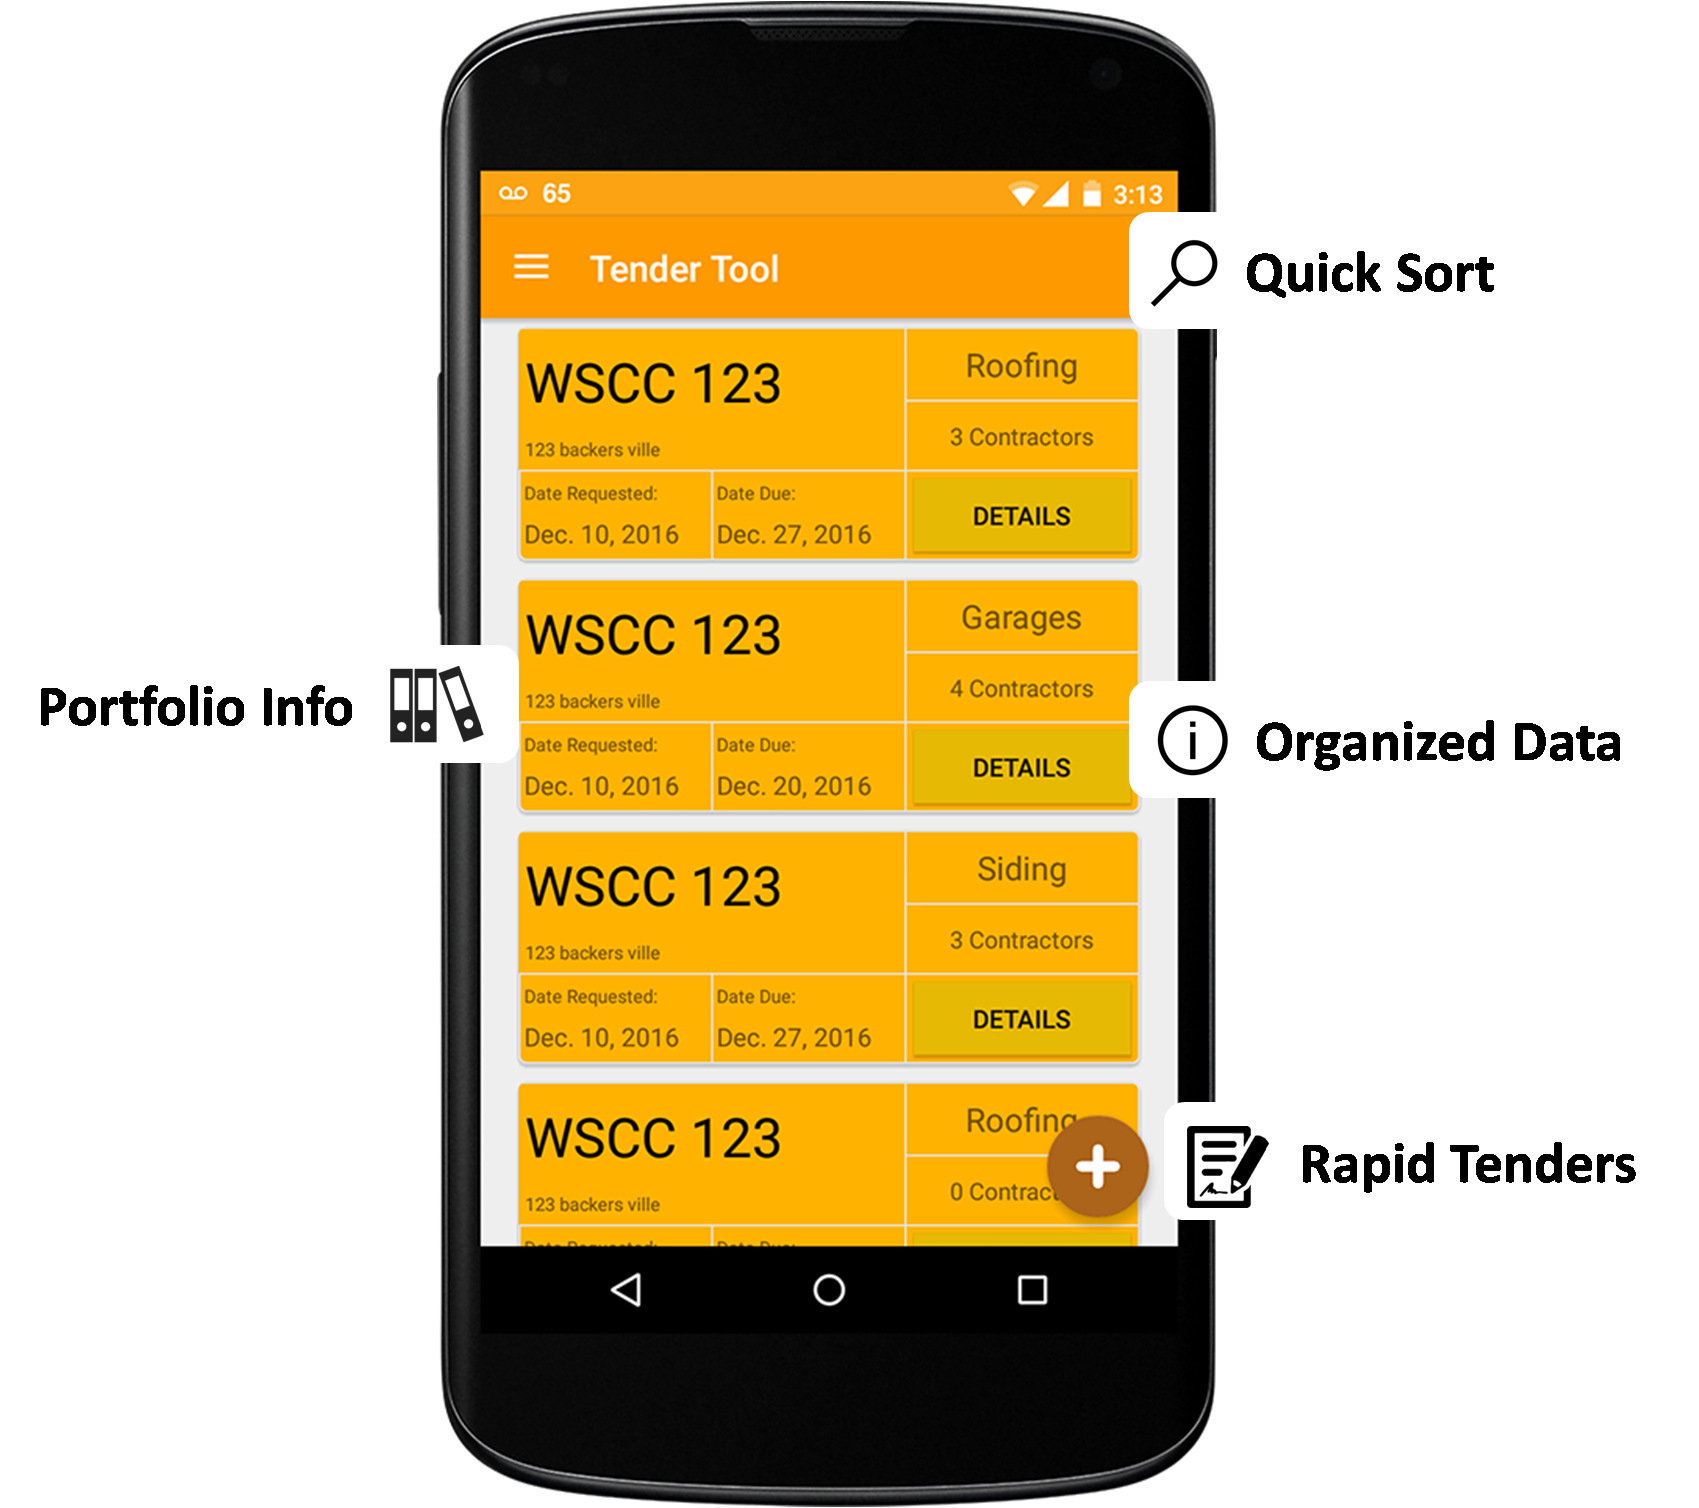 65
3:13
Tender Tool
Quick Sort
WSCC 123
Roofing
3 Contractors
123 backers ville
Date Requested:
Date Due:
Dec. 10, 2016
Dec. 27, 2016
DETAILS
WSCC 123
Garages
4 Contractors
123 backers ville
Portfolio Info
Date Requested:
Date Due:
Dec. 10, 2016
Dec. 20, 2016
DETAILS
Organized Data
WSCC 123
Siding
3 Contractors
123 backers ville
Date Requested:
Date Due:
Dec. 10, 2016
Dec. 27, 2016
DETAILS
WSCC 123
Roofing
0 Contrac
123 backers ville
Rapid Tenders
Date Requested:
Date Due: